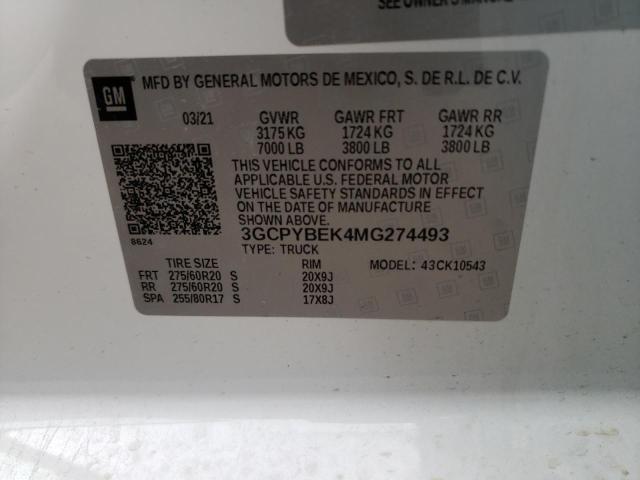 SEE OWNER'S MANUAL
GM
MFD BY GENERAL MOTORS DE MEXICO, S. DE R.L. DE C.V.
03/21 GVWR GAWR FRT GAWR RR
3175 KG 1724 KG 1724 KG
7000 LB 3800 LB 3800 LB
THIS VEHICLE CONFORMS TO ALL
APPLICABLE U.S. FEDERAL MOTOR
VEHICLE SAFETY STANDARDS IN EFFECT
ON THE DATE OF MANUFACTURE
SHOWN ABOVE.
8624 3GCPYBEK4MG274493
TYPE: TRUCK MODEL: 43CK10543
TIRE SIZE RIM
FRT 275/60R20 S 20X9J
RR 275/60R20 S 20X9J
SPA 255/80R17 S 17X8J